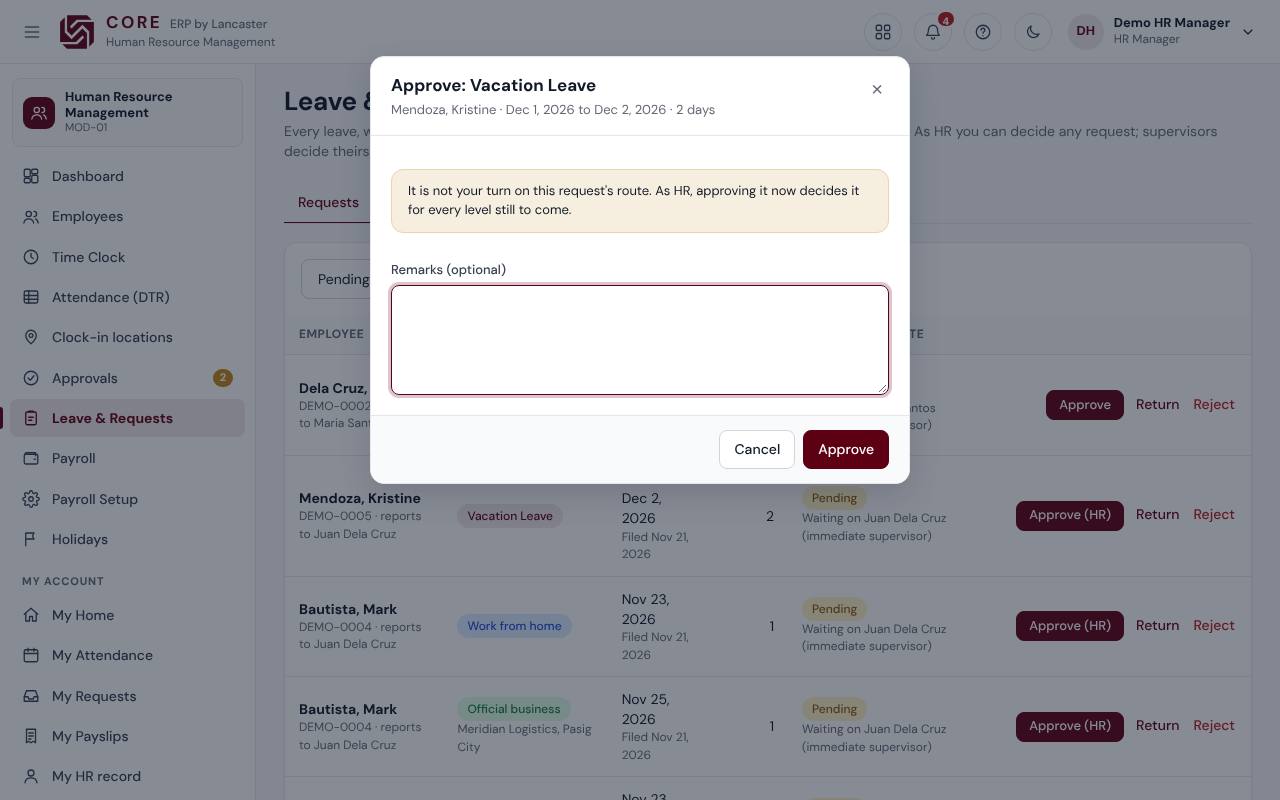 CORE ERP by Lancaster
Human Resource Management
4
DH
Demo HR Manager
HR Manager
Human Resource
Management
MOD-01
Dashboard
Employees
Time Clock
Attendance (DTR)
Clock-in locations
Approvals 2
Leave & Requests
Payroll
Payroll Setup
Holidays
MY ACCOUNT
My Home
My Attendance
My Requests
My Payslips
My HR record
Leave &
Every leave, As HR you can decide any request; supervisors
decide theirs
Requests
Pending
EMPLOYEE
Dela Cruz,
DEMO-0002
to Maria
Approve Return Reject
Approve: Vacation Leave
Mendoza, Kristine · Dec 1, 2026 to Dec 2, 2026 · 2 days
×
It is not your turn on this request's route. As HR, approving it now decides it
for every level still to come.
Remarks (optional)
Cancel Approve
Mendoza, Kristine
DEMO-0005 · reports
to Juan Dela Cruz
Vacation Leave
Dec 2,
2026
Filed Nov 21,
2026
2
Pending
Waiting on Juan Dela Cruz
(immediate supervisor)
Approve (HR) Return Reject
Bautista, Mark
DEMO-0004 · reports
to Juan Dela Cruz
Work from home
Nov 23,
2026
Filed Nov 21,
2026
1
Pending
Waiting on Juan Dela Cruz
(immediate supervisor)
Approve (HR) Return Reject
Bautista, Mark
DEMO-0004 · reports
to Juan Dela Cruz
Official business
Meridian Logistics, Pasig
City
Nov 25,
2026
Filed Nov 21,
2026
1
Pending
Waiting on Juan Dela Cruz
(immediate supervisor)
Approve (HR) Return Reject